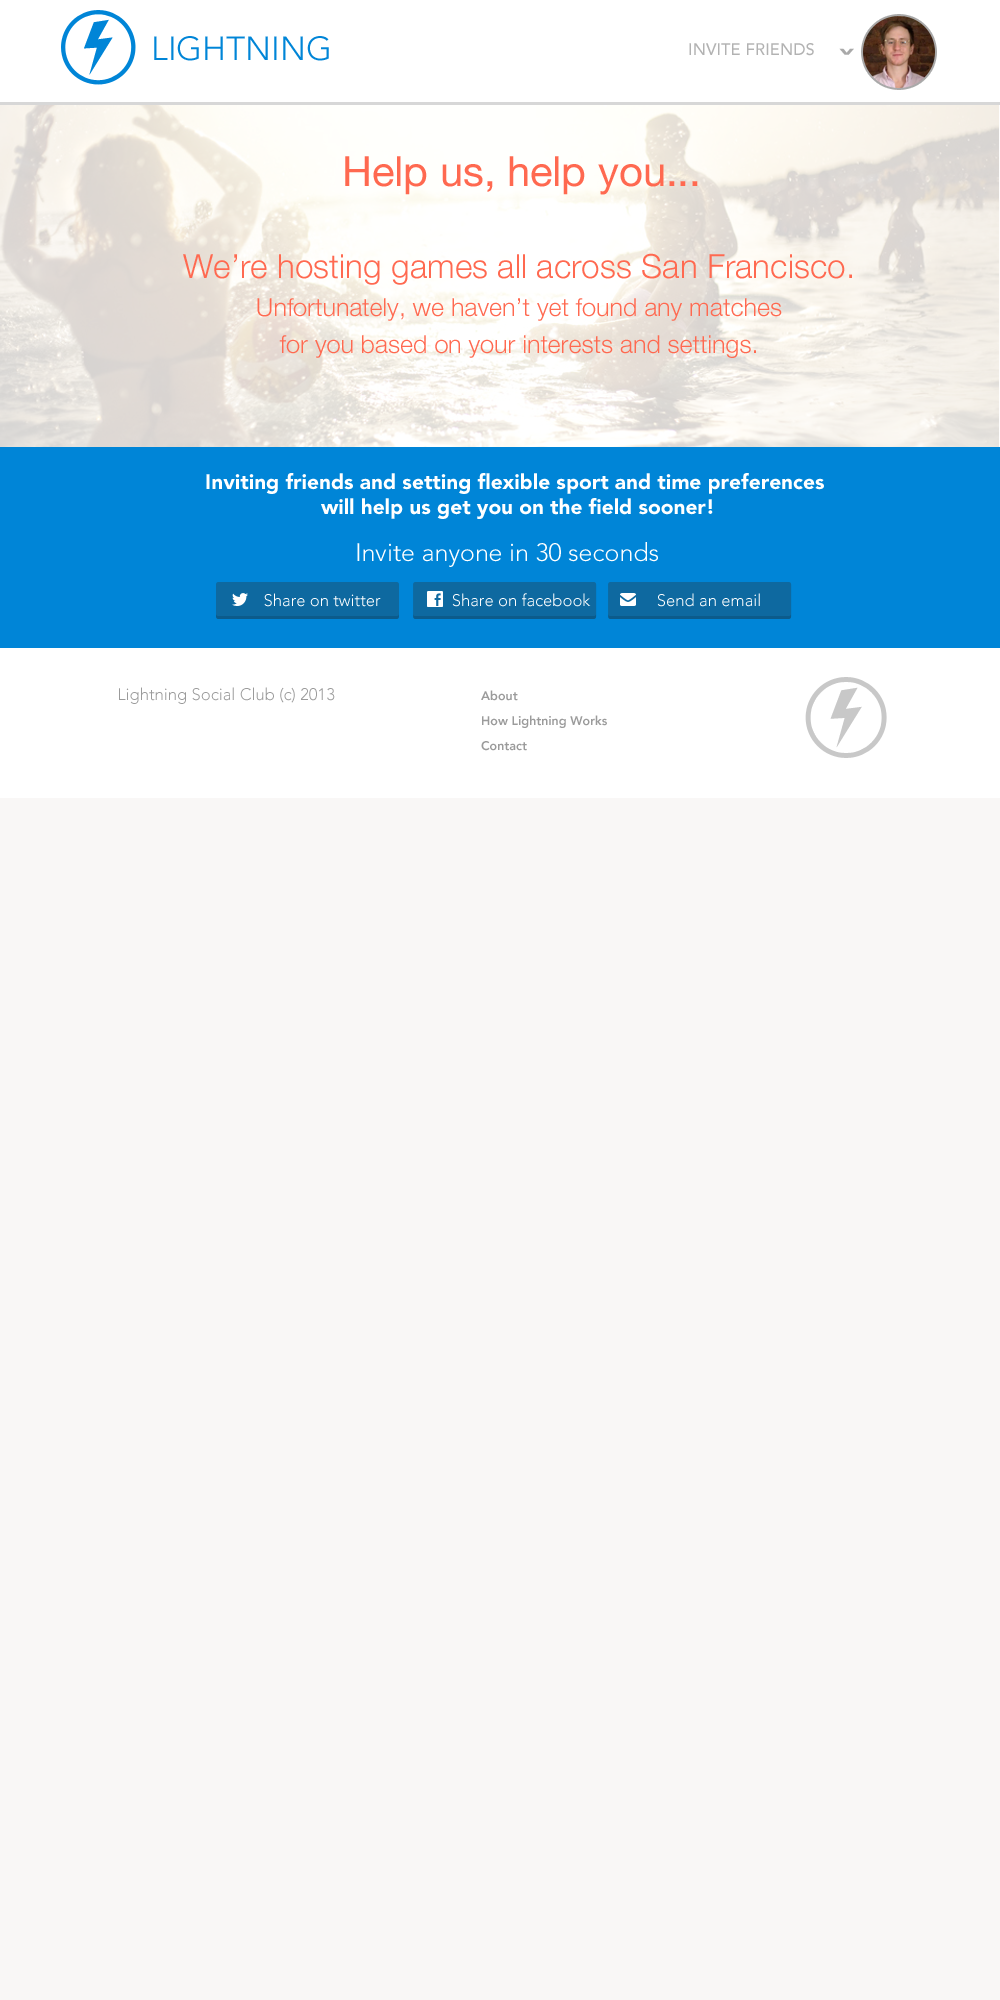 LIGHTNING
INVITE FRIENDS
Help us, help you...
We’re hosting games all across San Francisco.
Unfortunately, we haven’t yet found any matches
for you based on your interests and settings.
Inviting friends and setting flexible sport and time preferences
will help us get you on the field sooner!
Invite anyone in 30 seconds
Share on twitter
Share on facebook
Send an email
Lightning Social Club (c) 2013
About
How Lightning Works
Contact